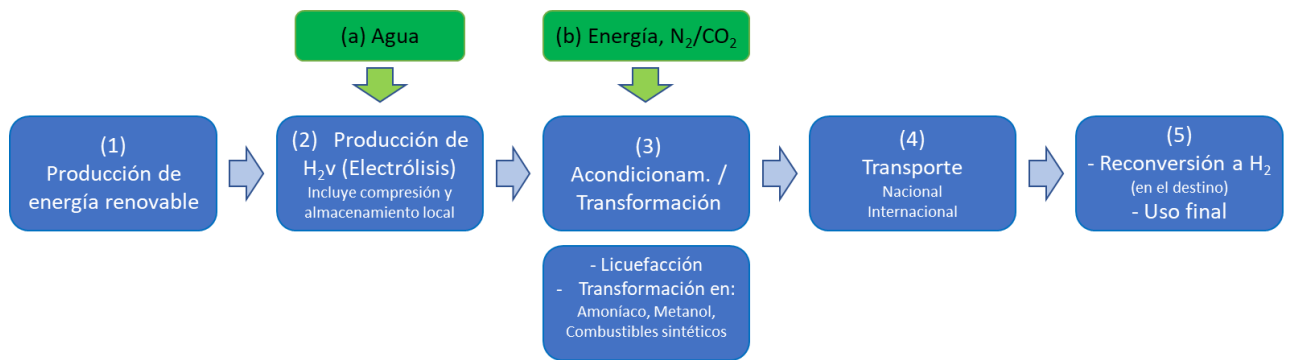 (a) Agua
(b) Energía, N₂/CO₂
(1)
Producción de
energía renovable
(2) Producción de
H₂v (Electrólisis)
Incluye compresión y
almacenamiento local
(3)
Acondicionam. /
Transformación
(4)
Transporte
Nacional
Internacional
(5)
- Reconversión a H₂
(en el destino)
- Uso final
- Licuefacción
- Transformación en:
Amoníaco, Metanol,
Combustibles sintéticos